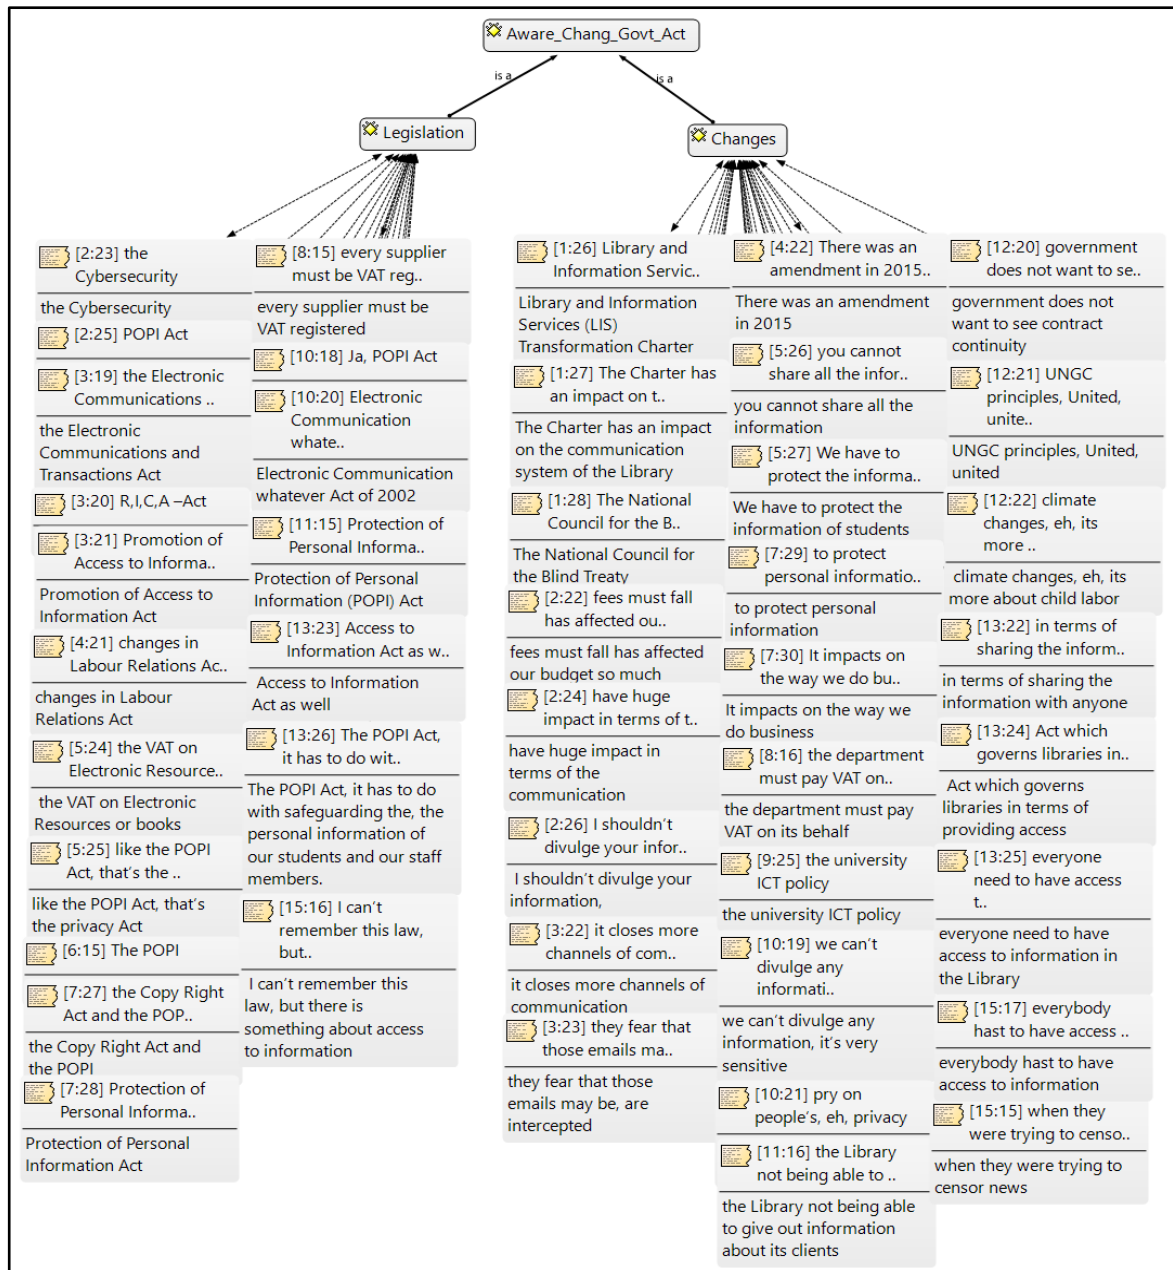 Aware_Chang_Govt_Act
is a
is a
Legislation
Changes
[2:23] the
Cybersecurity
the Cybersecurity
[2:25] POPI Act
[3:19] the Electronic
Communications ..
the Electronic
Communications and
Transactions Act
[3:20] R,I,C,A –Act
[3:21] Promotion of
Access to Informa..
Promotion of Access to
Information Act
[4:21] changes in
Labour Relations Ac..
changes in Labour
Relations Act
[5:24] the VAT on
Electronic Resource..
the VAT on Electronic
Resources or books
[5:25] like the POPI
Act, that's the ..
like the POPI Act, that's
the privacy Act
[6:15] The POPI
[7:27] the Copy Right
Act and the POP..
the Copy Right Act and
the POPI
[7:28] Protection of
Personal Informa..
Protection of Personal
Information Act
[8:15] every supplier
must be VAT reg..
every supplier must be
VAT registered
[10:18] Ja, POPI Act
[10:20] Electronic
Communication
whate..
Electronic Communication
whatever Act of 2002
[11:15] Protection of
Personal Informa..
Protection of Personal
Information (POPI) Act
[13:23] Access to
Information Act as w..
Access to Information
Act as well
[13:26] The POPI Act,
it has to do wit..
The POPI Act, it has to do
with safeguarding the, the
personal information of
our students and our staff
members.
[15:16] I can't
remember this law,
but..
I can't remember this
law, but there is
something about access
to information
[1:26] Library and
Information Servic..
Library and Information
Services (LIS)
Transformation Charter
[1:27] The Charter has
an impact on t..
The Charter has an impact
on the communication
system of the Library
[1:28] The National
Council for the B..
The National Council for
the Blind Treaty
[2:22] fees must fall
has affected ou..
fees must fall has affected
our budget so much
[2:24] have huge
impact in terms of t..
have huge impact in
terms of the
communication
[2:26] I shouldn't
divulge your infor..
I shouldn't divulge your
information,
[3:22] it closes more
channels of com..
it closes more channels of
communication
[3:23] they fear that
those emails ma..
they fear that those
emails may be, are
intercepted
[4:22] There was an
amendment in 2015..
There was an amendment
in 2015
[5:26] you cannot
share all the infor..
you cannot share all the
information
[5:27] We have to
protect the informa..
We have to protect the
information of students
[7:29] to protect
personal informatio..
to protect personal
information
[7:30] It impacts on
the way we do bu..
It impacts on the way we
do business
[8:16] the department
must pay VAT on..
the department must pay
VAT on its behalf
[9:25] the university
ICT policy
the university ICT policy
[10:19] we can't
divulge any
informati..
we can't divulge any
information, it's very
sensitive
[10:21] pry on
people's, eh, privacy
[11:16] the Library
not being able to ..
the Library not being able
to give out information
about its clients
[12:20] government
does not want to se..
government does not
want to see contract
continuity
[12:21] UNGC
principles, United,
unite..
UNGC principles, United,
united
[12:22] climate
changes, eh, its
more ..
climate changes, eh, its
more about child labor
[13:22] in terms of
sharing the inform..
in terms of sharing the
information with anyone
[13:24] Act which
governs libraries in..
Act which governs
libraries in terms of
providing access
[13:25] everyone
need to have access
t..
everyone need to have
access to information in
the Library
[15:17] everybody
hast to have access ..
everybody hast to have
access to information
[15:15] when they
were trying to censo..
when they were trying to
censor news